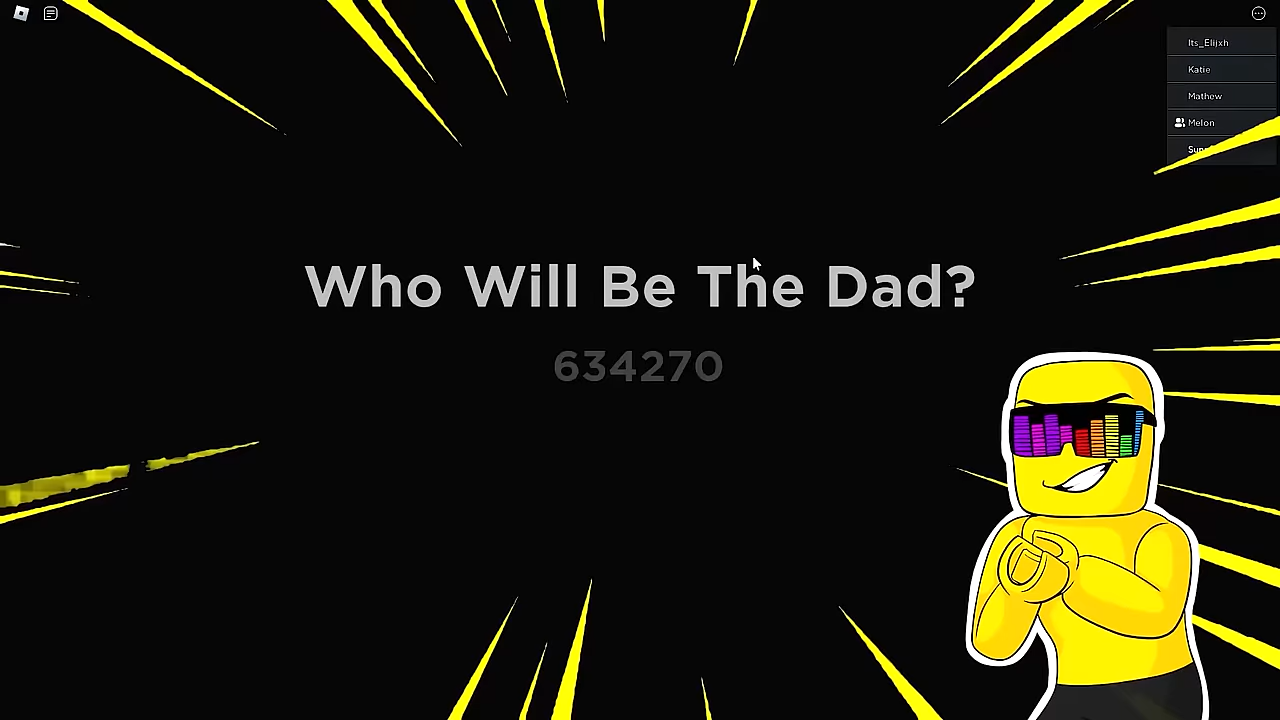 Its_Elijxh
Katie
Mathew
Melon
Who Will Be The Dad?
634270